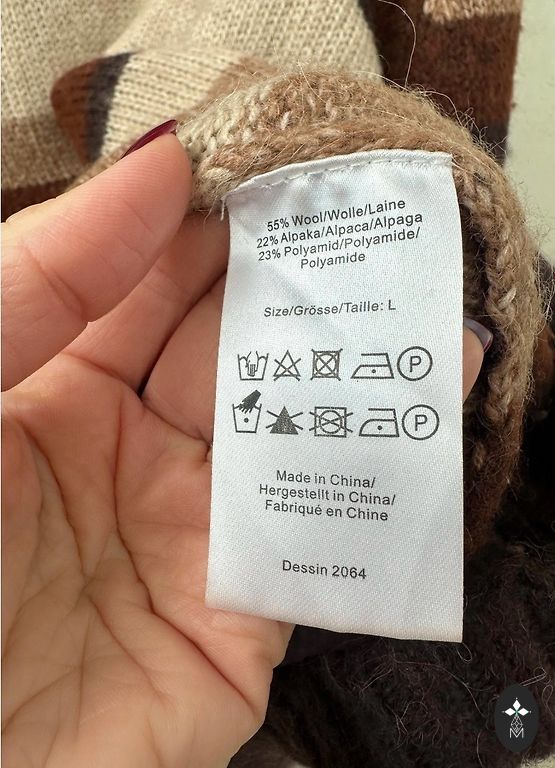 55% Wool/Wolle/Laine
22% Alpaka/Alpaca/Alpaga
23% Polyamid/Polyamide/
Polyamide
Size/Grösse/Taille: L
P
P
Made in China/
Hergestellt in China/
Fabriqué en Chine
Dessin 2064
M